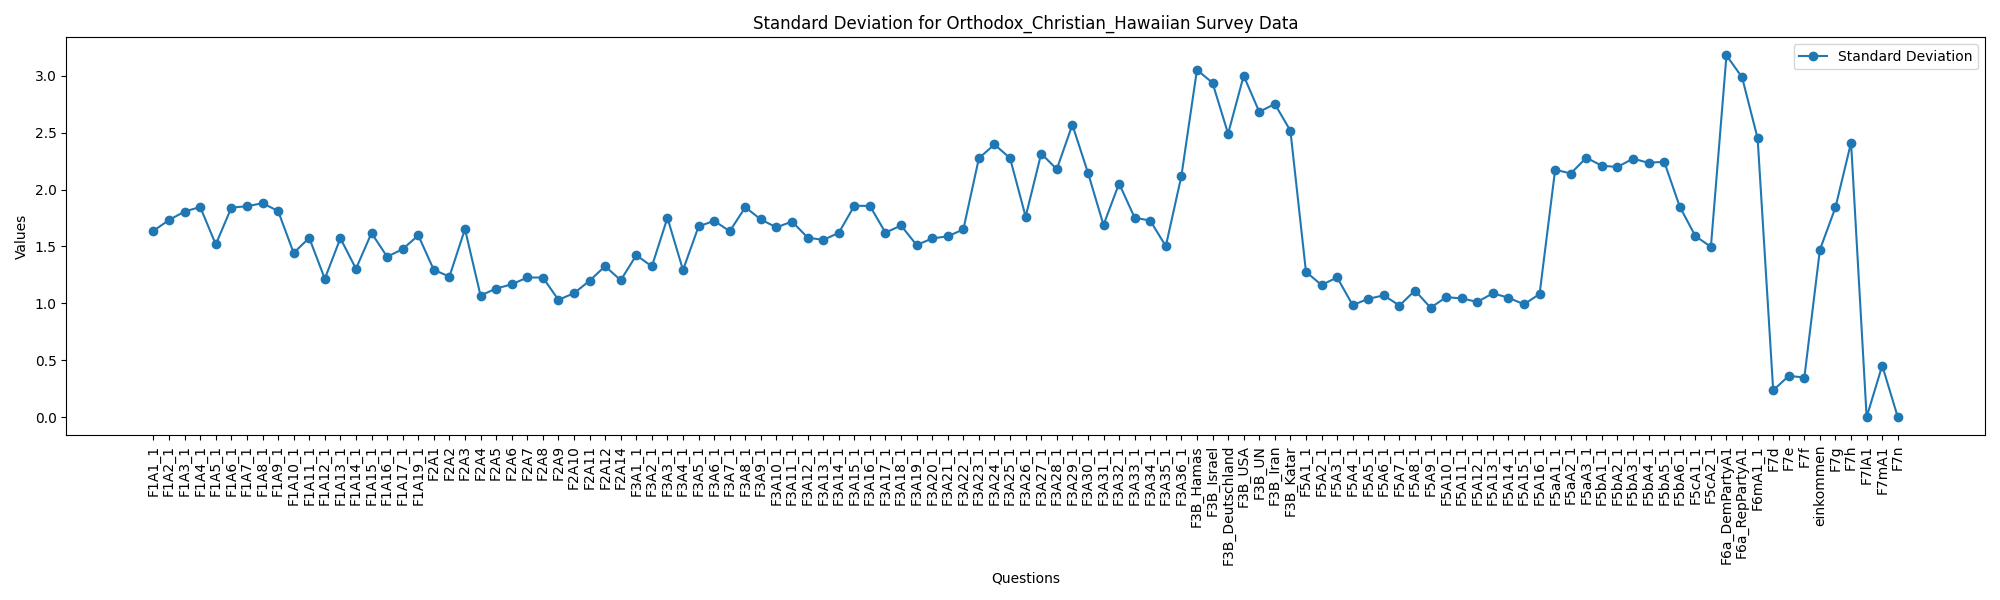 Standard Deviation for Orthodox_Christian_Hawaiian Survey Data
Standard Deviation
Values
3.0
2.5
2.0
1.5
1.0
0.5
0.0
F1A1_1
F1A2_1
F1A3_1
F1A4_1
F1A5_1
F1A6_1
F1A7_1
F1A8_1
F1A9_1
F1A10_1
F1A11_1
F1A12_1
F1A13_1
F1A14_1
F1A15_1
F1A16_1
F1A17_1
F1A19_1
F2A1
F2A2
F2A3
F2A4
F2A5
F2A6
F2A7
F2A8
F2A9
F2A10
F2A11
F2A12
F2A14
F3A1_1
F3A2_1
F3A3_1
F3A4_1
F3A5_1
F3A6_1
F3A7_1
F3A8_1
F3A9_1
F3A10_1
F3A11_1
F3A12_1
F3A13_1
F3A14_1
F3A15_1
F3A16_1
F3A17_1
F3A18_1
F3A19_1
F3A20_1
F3A21_1
F3A22_1
F3A23_1
F3A24_1
F3A25_1
F3A26_1
F3A27_1
F3A28_1
F3A29_1
F3A30_1
F3A31_1
F3A32_1
F3A33_1
F3A34_1
F3A35_1
F3A36_1
F3B_Hamas
F3B_Israel
F3B_Deutschland
F3B_USA
F3B_UN
F3B_Iran
F3B_Katar
F5A1_1
F5A2_1
F5A3_1
F5A4_1
F5A5_1
F5A6_1
F5A7_1
F5A8_1
F5A9_1
F5A10_1
F5A11_1
F5A12_1
F5A13_1
F5A14_1
F5A15_1
F5A16_1
F5aA1_1
F5aA2_1
F5aA3_1
F5bA1_1
F5bA2_1
F5bA3_1
F5bA4_1
F5bA5_1
F5bA6_1
F5cA1_1
F5cA2_1
F6a_DemPartyA1
F6a_RepPartyA1
F6mA1_1
F7d
F7e
F7f
einkommen
F7g
F7h
F7lA1
F7mA1
F7n
Questions